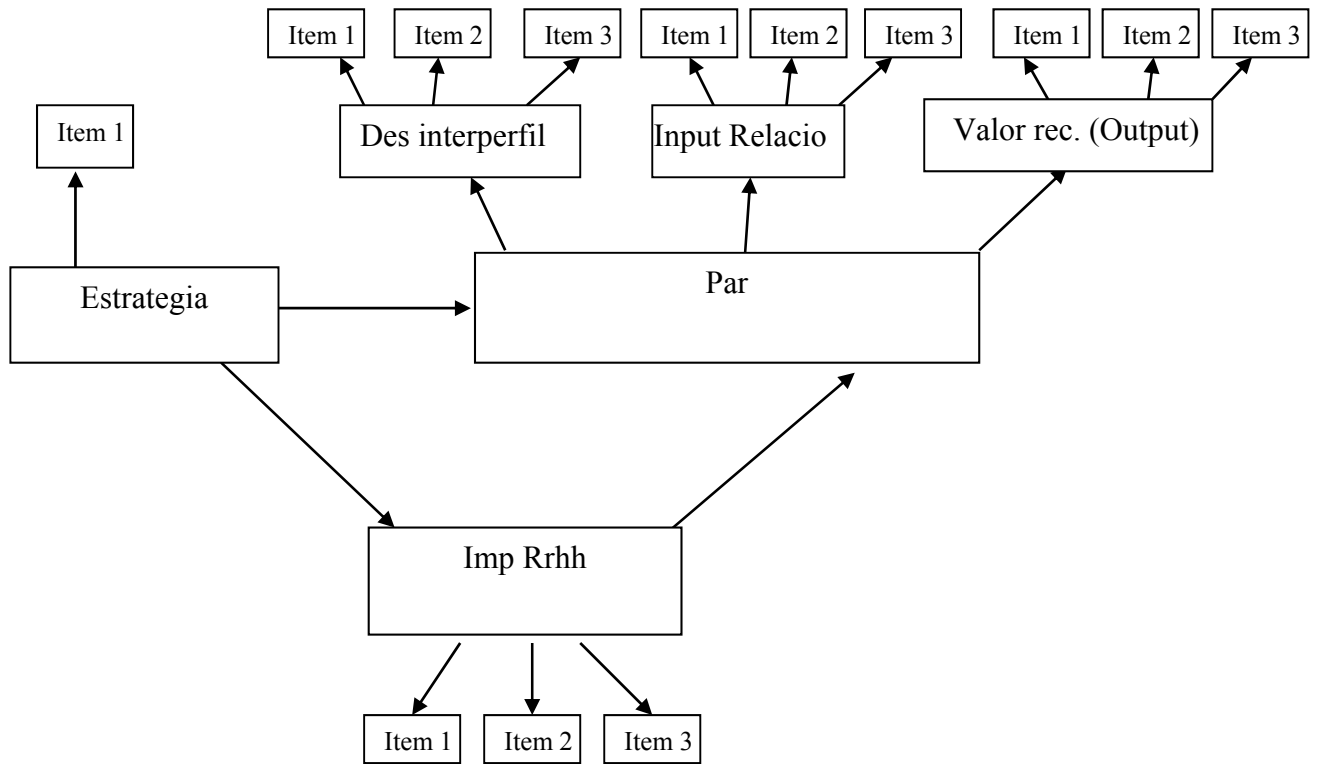 Item 1
Item 2
Item 3
Item 1
Item 2
Item 3
Item 1
Item 2
Item 3
Item 1
Des interperfil
Input Relacio
Valor rec. (Output)
Estrategia
Par
Imp Rrhh
Item 1
Item 2
Item 3